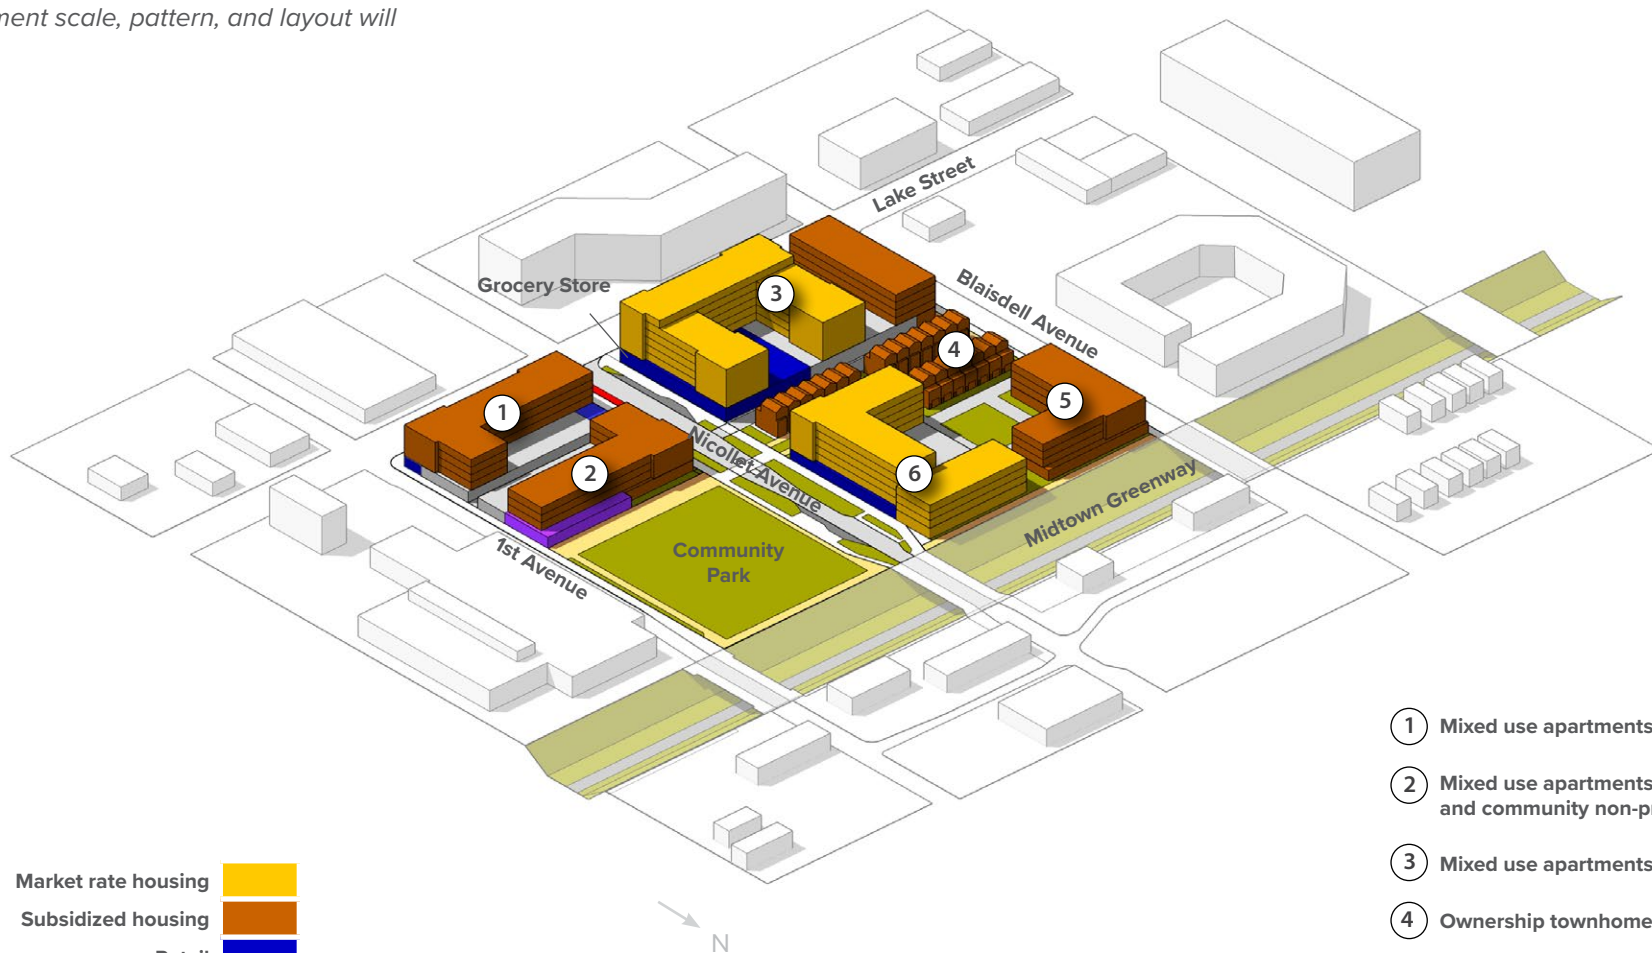 ment scale, pattern, and layout will
Lake Street
Grocery Store
Blaisdell Avenue
3
4
1
5
2
Nicollet Avenue
6
Midtown Greenway
1st Avenue
Community
Park
1 Mixed use apartments
2 Mixed use apartments
and community
3 Mixed use apartments
4 Ownership townhome
Market rate housing
Subsidized housing
N